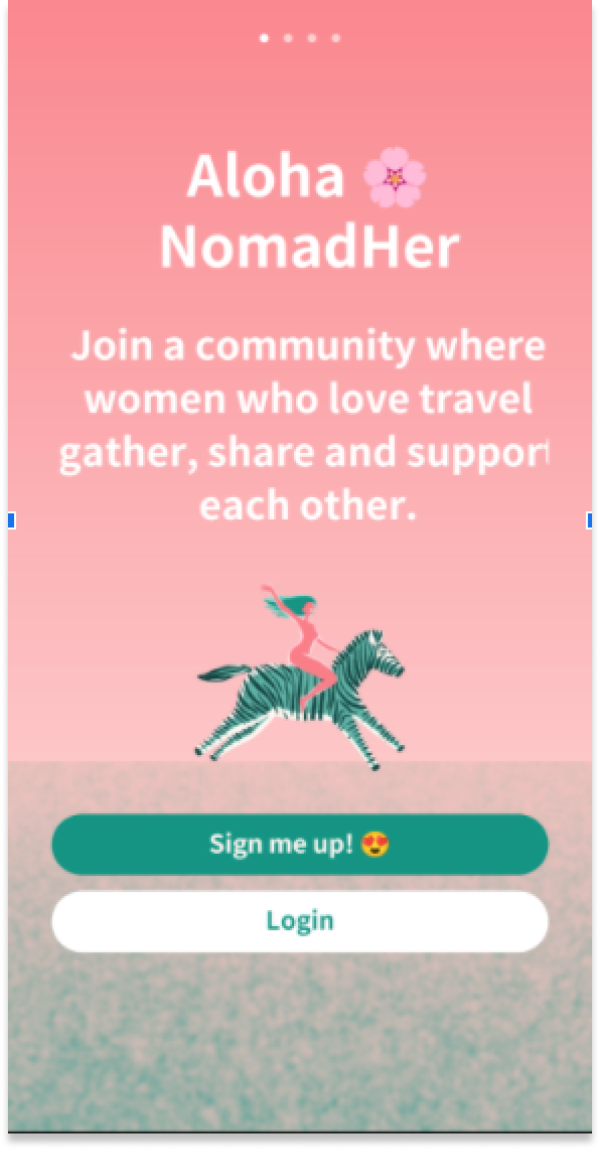 Aloha 🌸
NomadHer
Join a community where
women who love travel
gather, share and support
each other.
Sign me up! 😍
Login